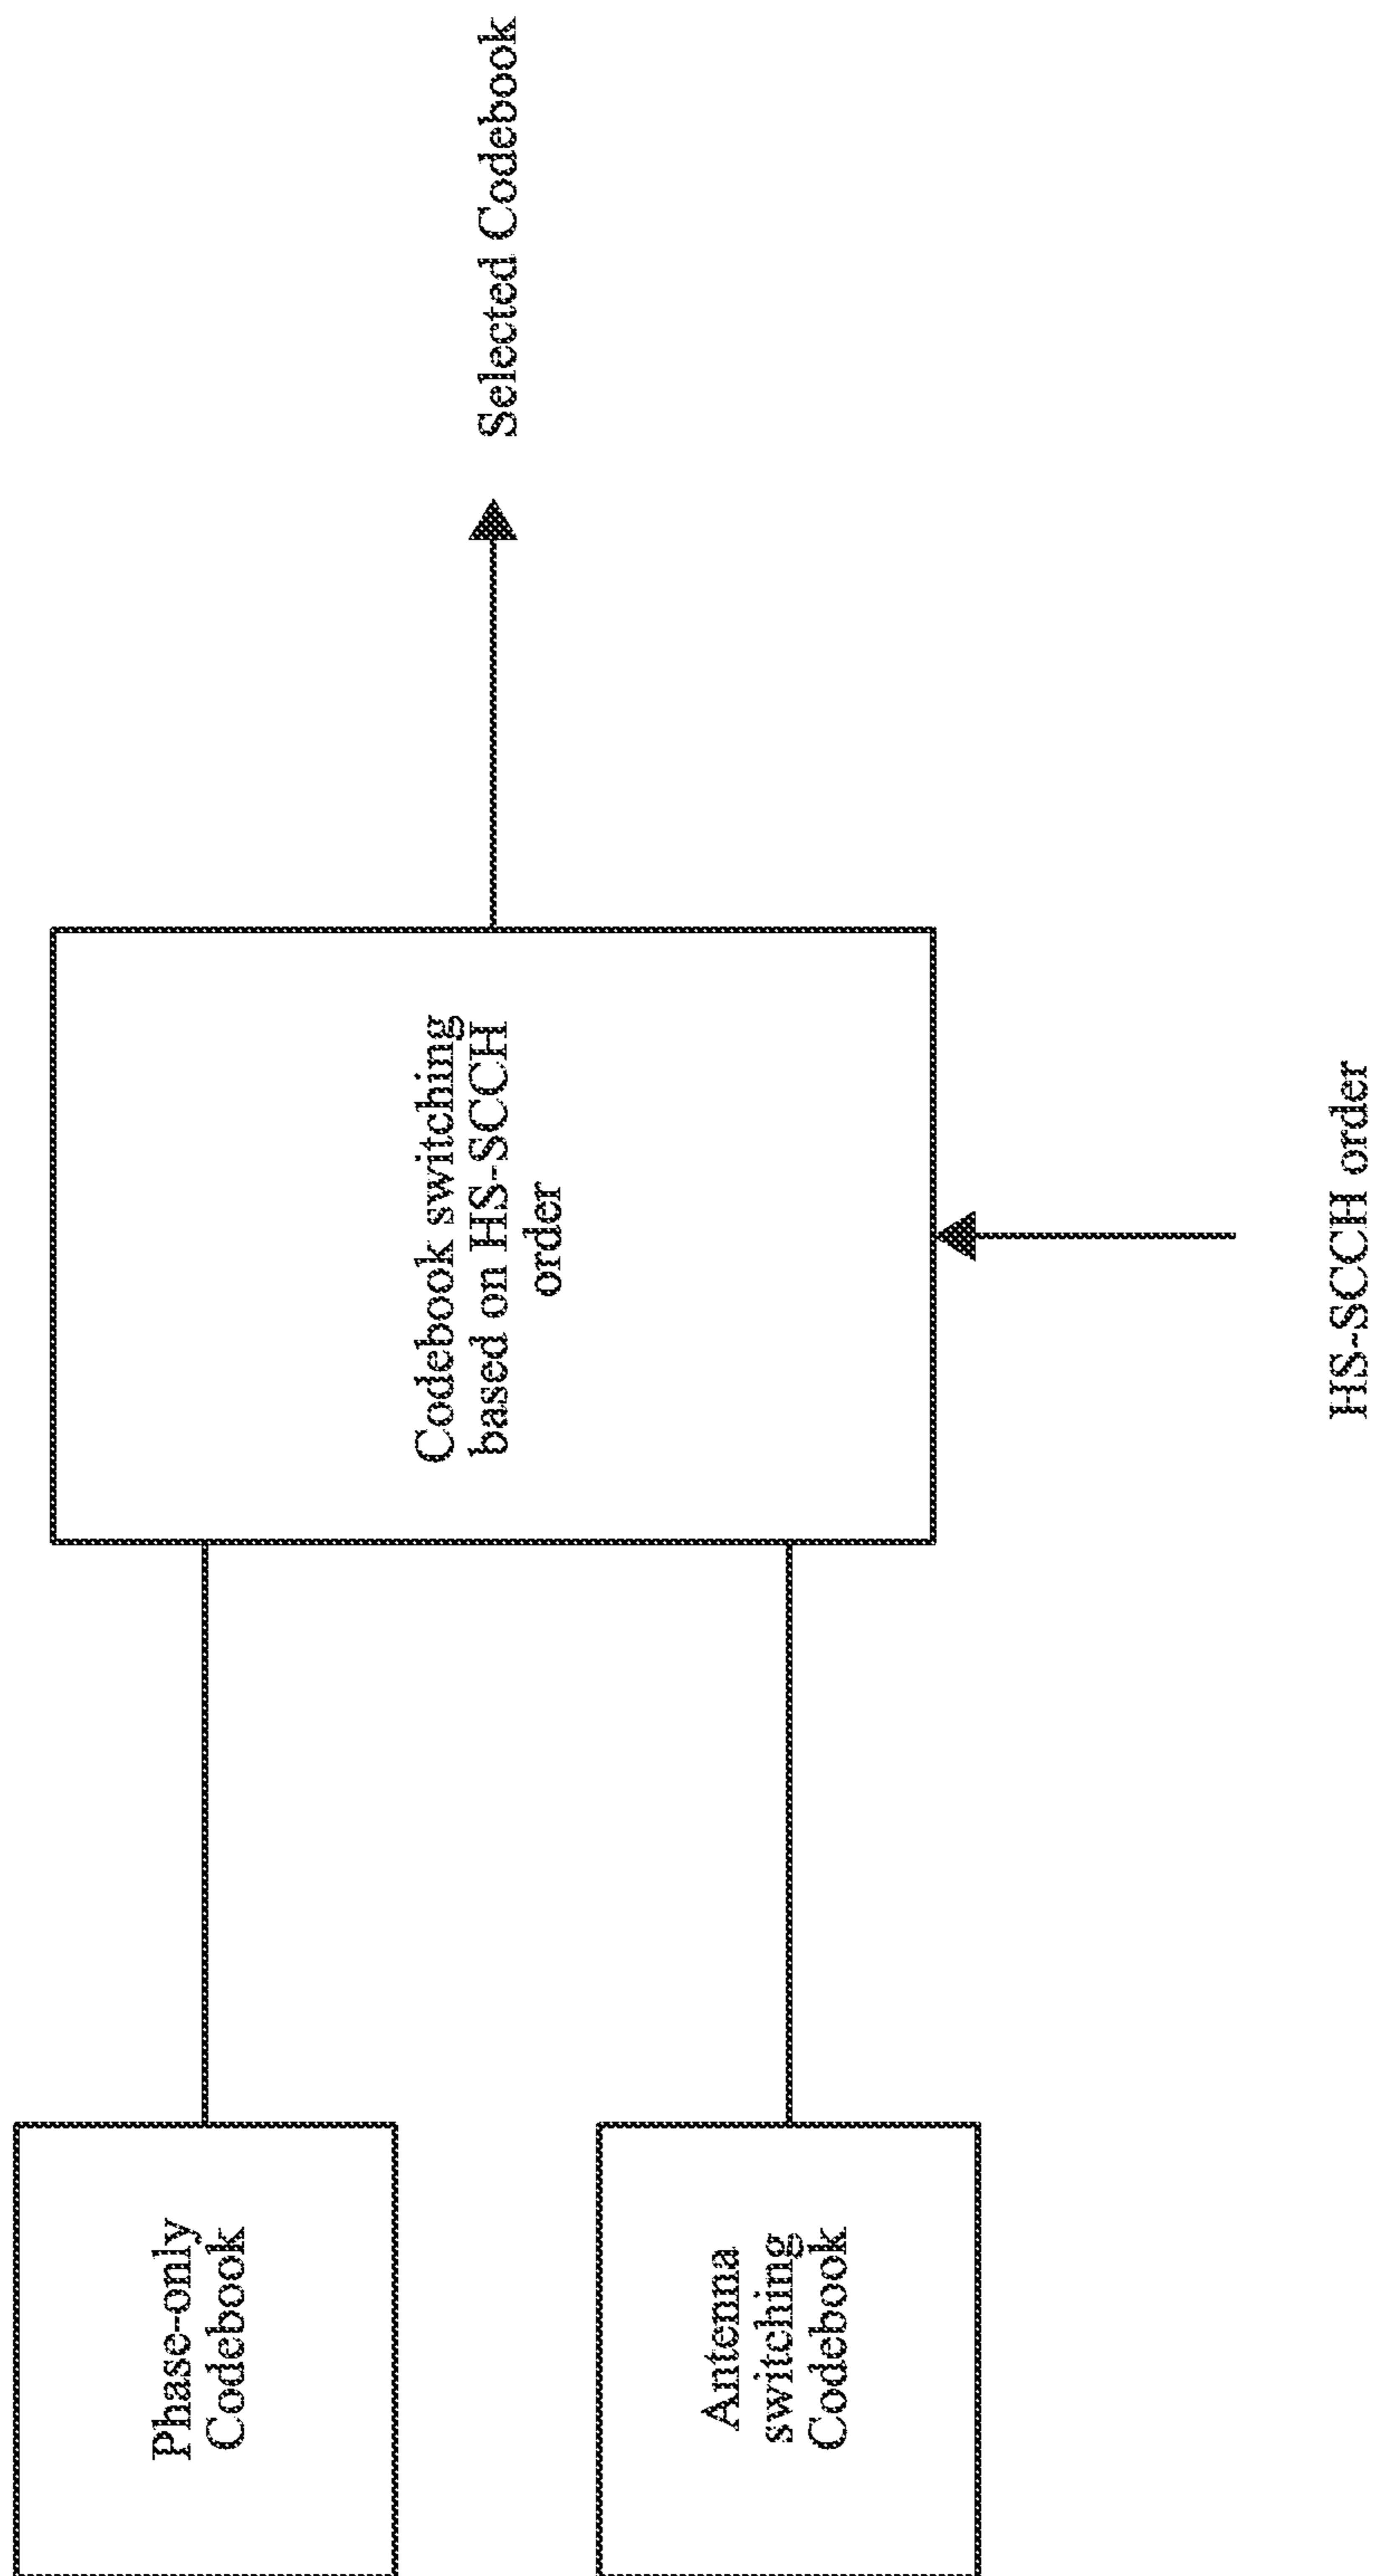 Phase-only
Codebook
Antenna
switching
Codebook
Codebook switching
based on HS-SCCH
order
HS-SCCH order
Selected Codebook